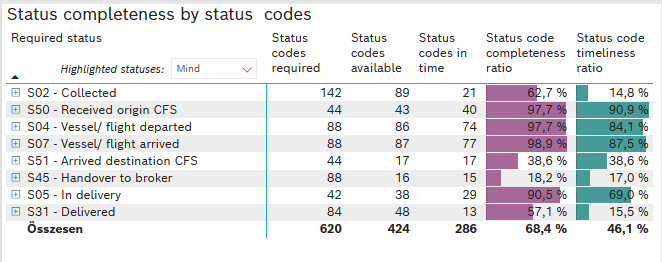 Status completeness by status codes
Required status Status codes required Status codes available Status codes in time Status code completeness ratio Status code timeliness ratio
Highlighted statuses: Mind
S02 - Collected 142 89 21 62,7 % 14,8 %
S50 - Received origin CFS 44 43 40 97,7 % 90,9 %
S04 - Vessel/ flight departed 88 86 74 97,7 % 84,1 %
S07 - Vessel/ flight arrived 88 87 77 98,9 % 87,5 %
S51 - Arrived destination CFS 44 17 17 38,6 % 38,6 %
S45 - Handover to broker 88 16 15 18,2 % 17,0 %
S05 - In delivery 42 38 29 90,5 % 69,0 %
S31 - Delivered 84 48 13 57,1 % 15,5 %
Összesen 620 424 286 68,4 % 46,1 %